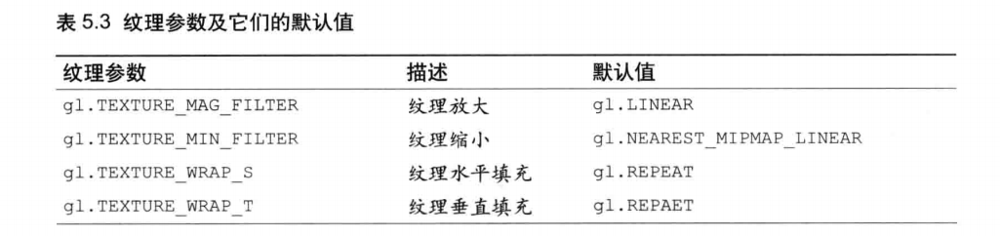 表 5.3 纹理参数及它们的默认值
纹理参数 描述 默认值
gl.TEXTURE_MAG_FILTER 纹理放大 gl.LINEAR
gl.TEXTURE_MIN_FILTER 纹理缩小 gl.NEAREST_MIPMAP_LINEAR
gl.TEXTURE_WRAP_S 纹理水平填充 gl.REPEAT
gl.TEXTURE_WRAP_T 纹理垂直填充 gl.REPAET